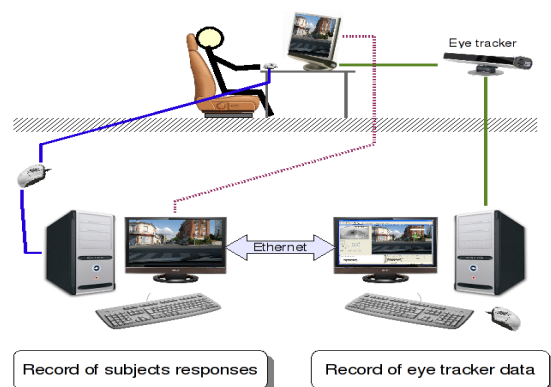 Eye tracker
Ethernet
Record of subjects responses
Record of eye tracker data